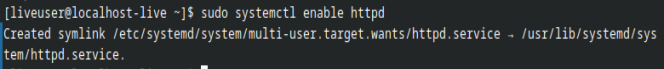 [liveuser@localhost-live ~]$ sudo systemctl enable httpd
Created symlink /etc/systemd/system/multi-user.target.wants/httpd.service → /usr/lib/systemd/sys
tem/httpd.service.